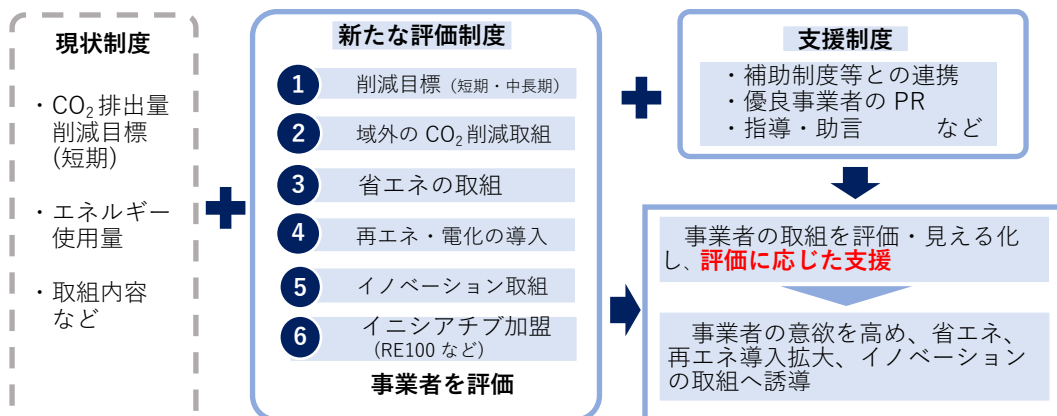 現状制度
・CO₂排出量
削減目標
(短期)
・エネルギー
使用量
・取組内容
など
新たな評価制度
1 削減目標（短期・中長期）
2 域外の CO₂削減取組
3 省エネの取組
4 再エネ・電化の導入
5 イノベーション取組
6 イニシアチブ加盟
(RE100 など)
事業者を評価
支援制度
・補助制度等との連携
・優良事業者の PR
・指導・助言 など
事業者の取組を評価・見える化
し、評価に応じた支援
事業者の意欲を高め、省エネ、
再エネ導入拡大、イノベーション
の取組へ誘導